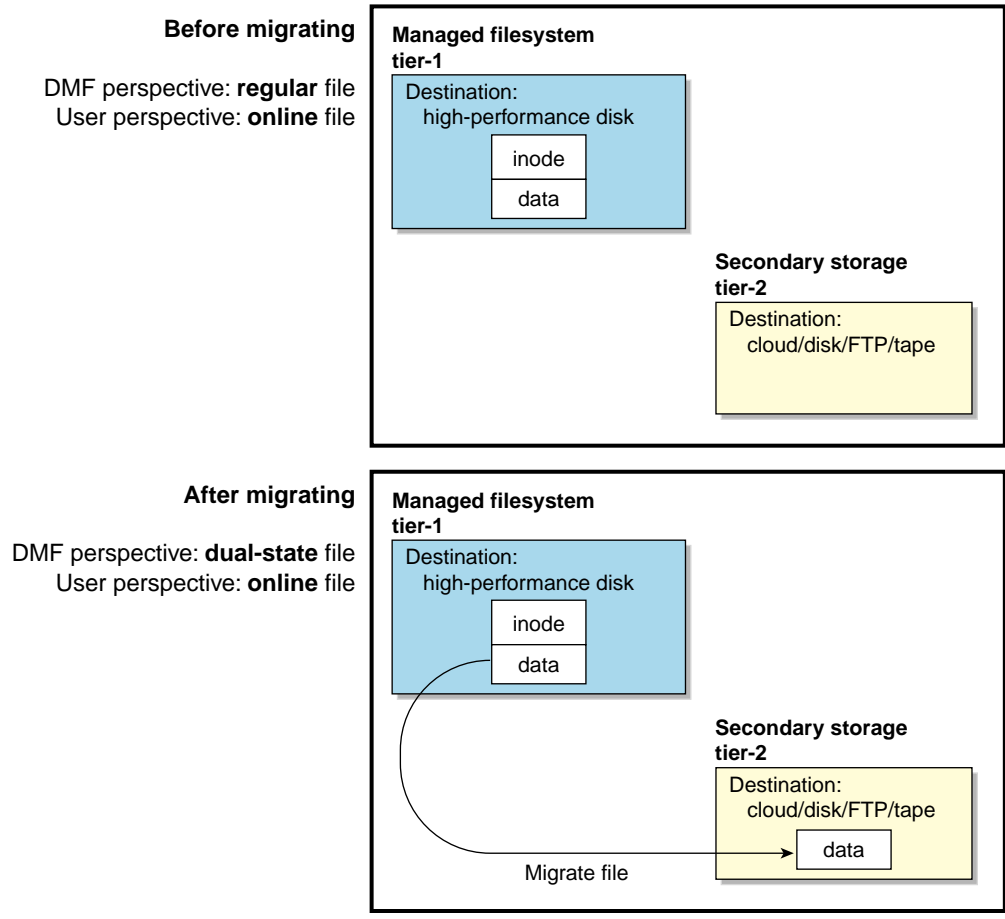 Before migrating
DMF perspective: regular file
User perspective: online file
Managed filesystem
tier-1
Destination:
high-performance disk
inode
data
Secondary storage
tier-2
Destination:
cloud/disk/FTP/tape
After migrating
DMF perspective: dual-state file
User perspective: online file
Managed filesystem
tier-1
Destination:
high-performance disk
inode
data
Secondary storage
tier-2
Destination:
cloud/disk/FTP/tape
data
Migrate file